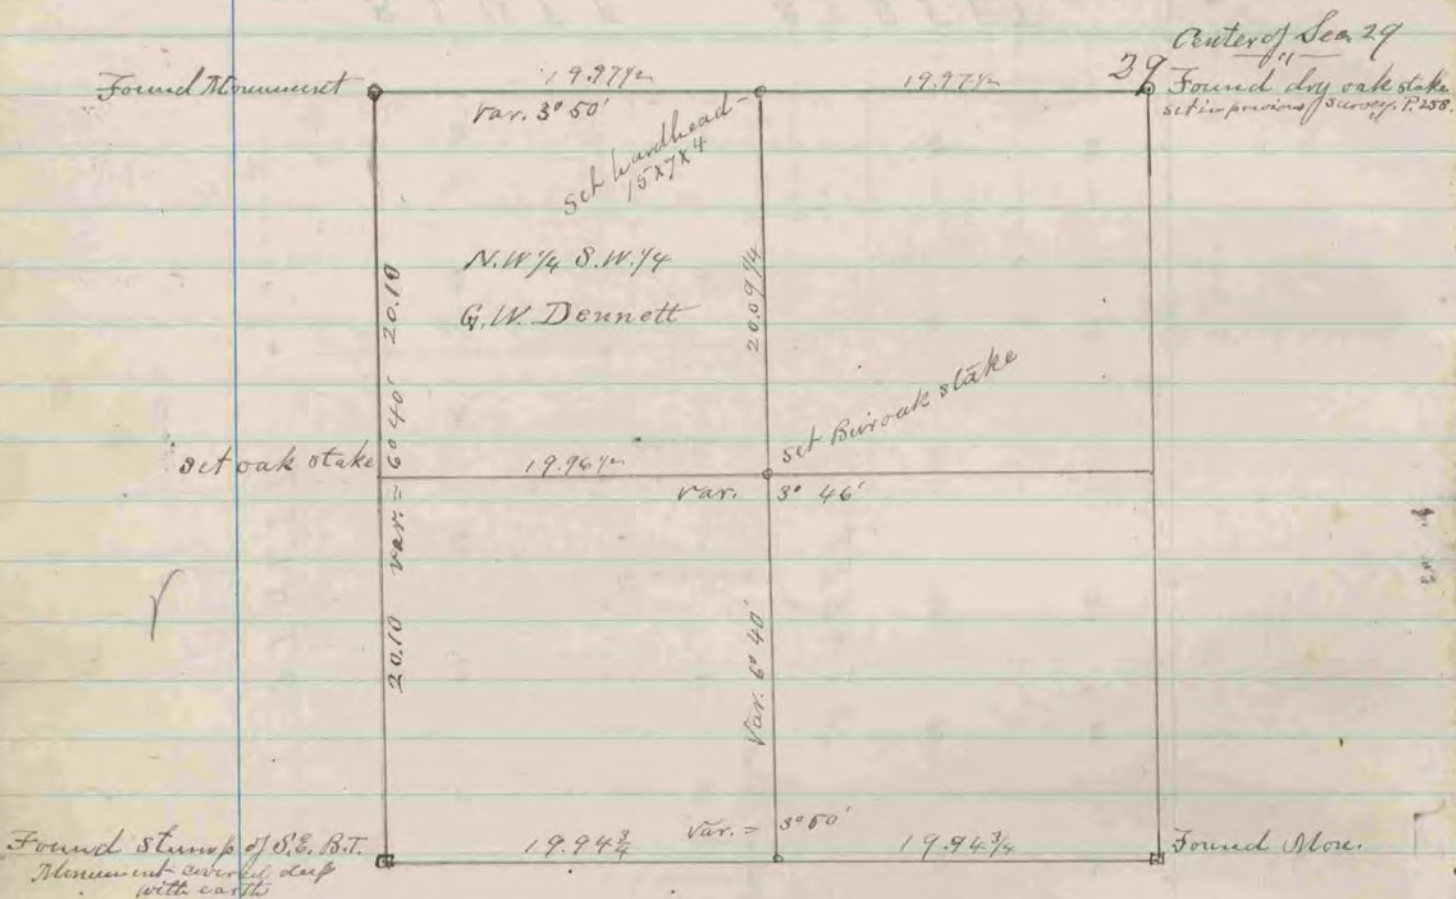 Center of Sec. 29
"
Found Monument
19.97½
19.97½
29
Found dry oak stake
set in previous survey. P. 258.
Var. 3° 50'
set hardhead
15x7x4
N.W.¼ S.W.¼
G.W. Dennett
20.10
20.09¼
set Bur oak stake
set oak stake
var. = 6° 40'
19.96½
var. 3° 46'
20.10
Var. 6° 40'
Found stump of S.E. B.T.
Monument covered deep
with earth
19.94¾
Var. = 3° 50'
19.94¾
Found Mon.